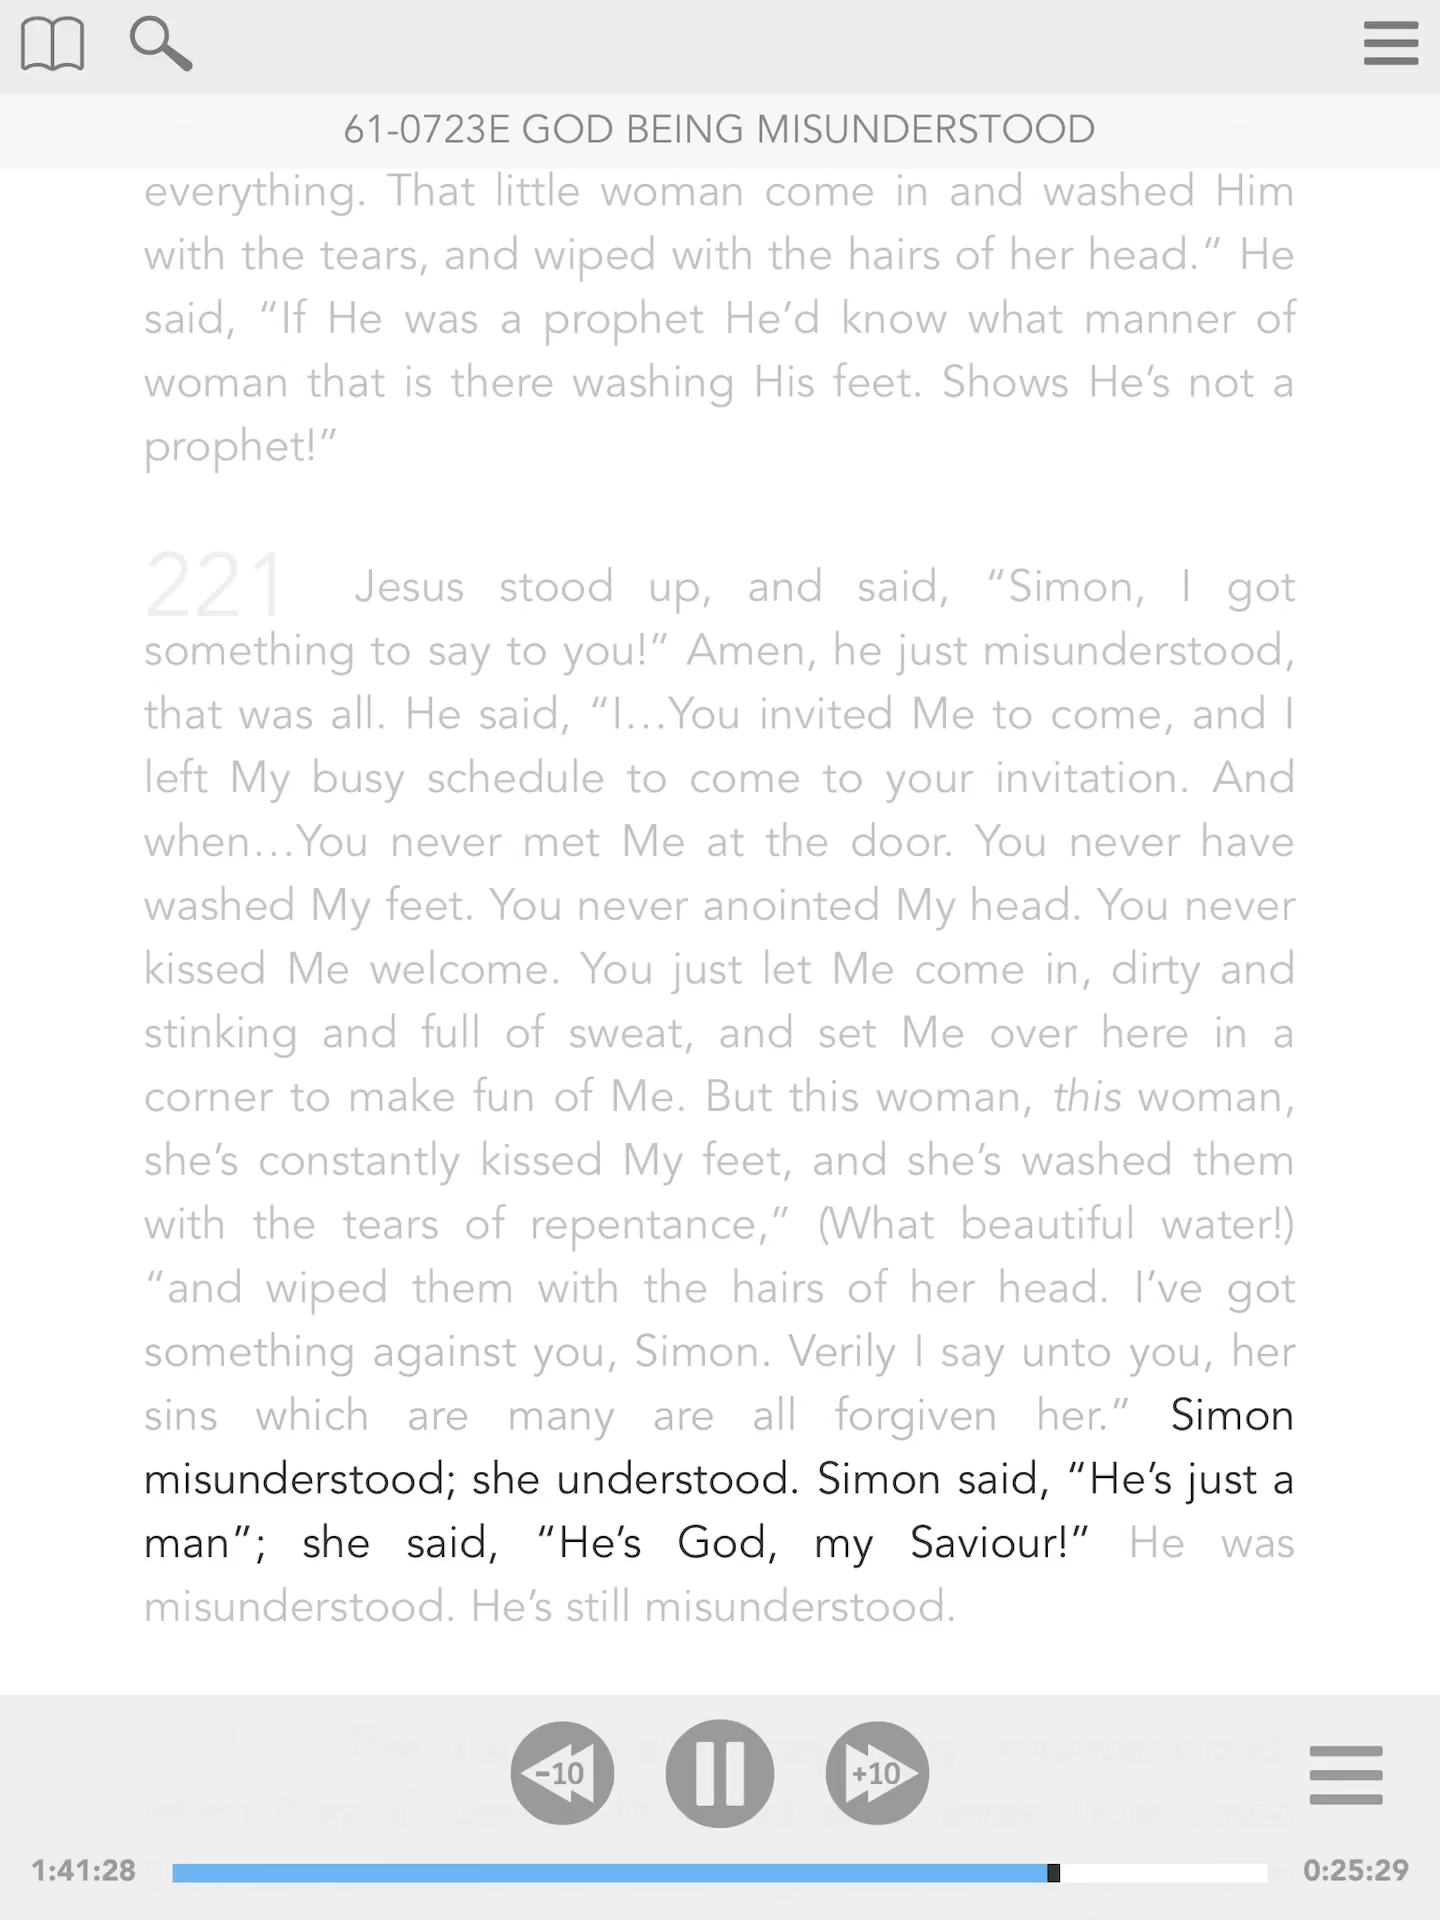 61-0723E GOD BEING MISUNDERSTOOD
everything. That little woman come in and washed Him
with the tears, and wiped with the hairs of her head.” He
said, “If He was a prophet He’d know what manner of
woman that is there washing His feet. Shows He’s not a
prophet!”
221 Jesus stood up, and said, “Simon, I got
something to say to you!” Amen, he just misunderstood,
that was all. He said, “I…You invited Me to come, and I
left My busy schedule to come to your invitation. And
when…You never met Me at the door. You never have
washed My feet. You never anointed My head. You never
kissed Me welcome. You just let Me come in, dirty and
stinking and full of sweat, and set Me over here in a
corner to make fun of Me. But this woman, this woman,
she’s constantly kissed My feet, and she’s washed them
with the tears of repentance,” (What beautiful water!)
“and wiped them with the hairs of her head. I’ve got
something against you, Simon. Verily I say unto you, her
sins which are many are all forgiven her.” Simon
misunderstood; she understood. Simon said, “He’s just a
man”; she said, “He’s God, my Saviour!” He was
misunderstood. He’s still misunderstood.
-10 +10
1:41:28 0:25:29